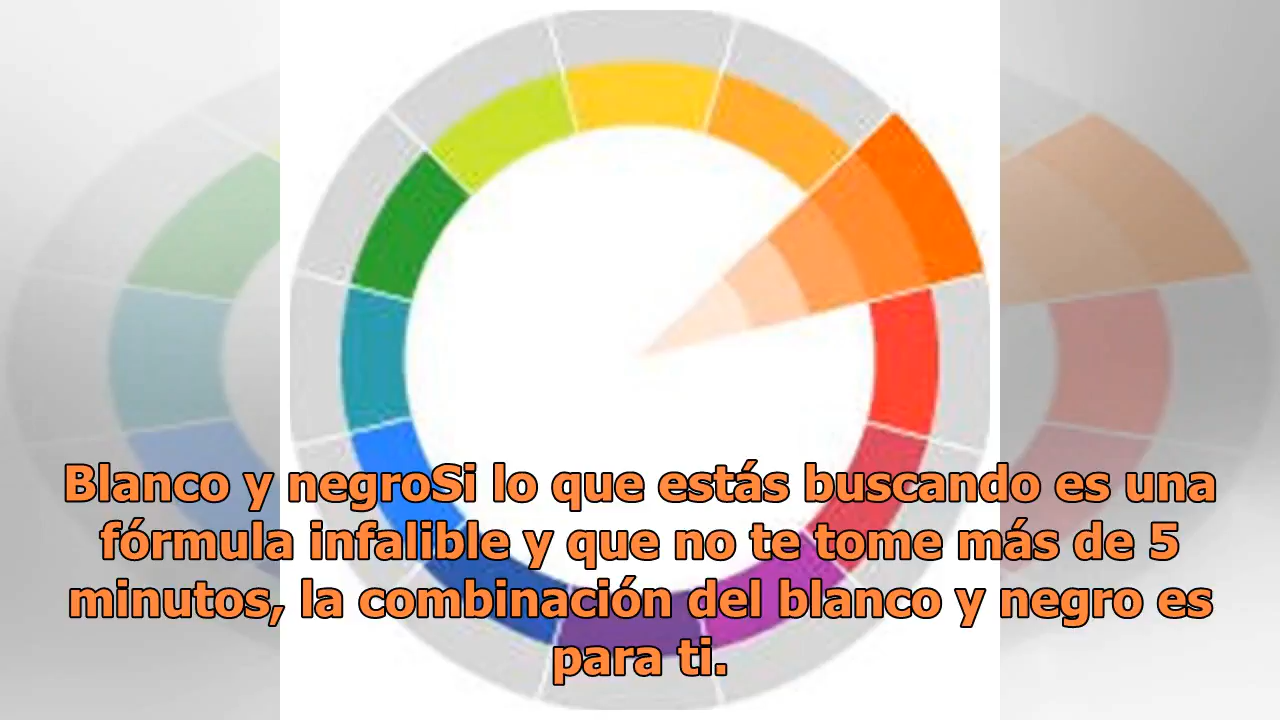 Blanco y negroSi lo que estás buscando es una
fórmula infalible y que no te tome más de 5
minutos, la combinación del blanco y negro es
para ti.